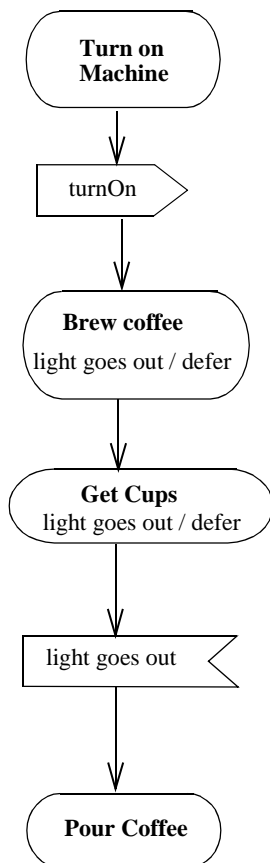 Turn on
Machine
turnOn
Brew coffee
light goes out / defer
Get Cups
light goes out / defer
light goes out
Pour Coffee